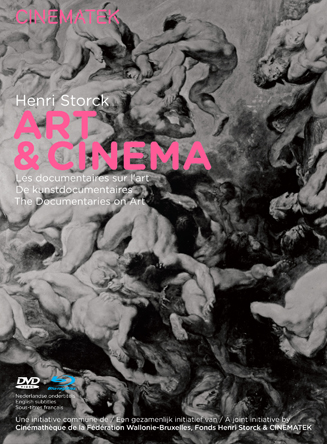 CINEMATEK
Henri Storck
ART
& CINEMA
Les documentaires sur l'art
De kunstdocumentaires
The Documentaries on Art
DVD
VIDEO
Nederlandse ondertitels
English subtitles
Sous-titres français
Une initiative commune de / Een gezamenlijk initiatief van / A joint initiative by
Cinémathèque de la Fédération Wallonie-Bruxelles, Fonds Henri Storck & CINEMATEK